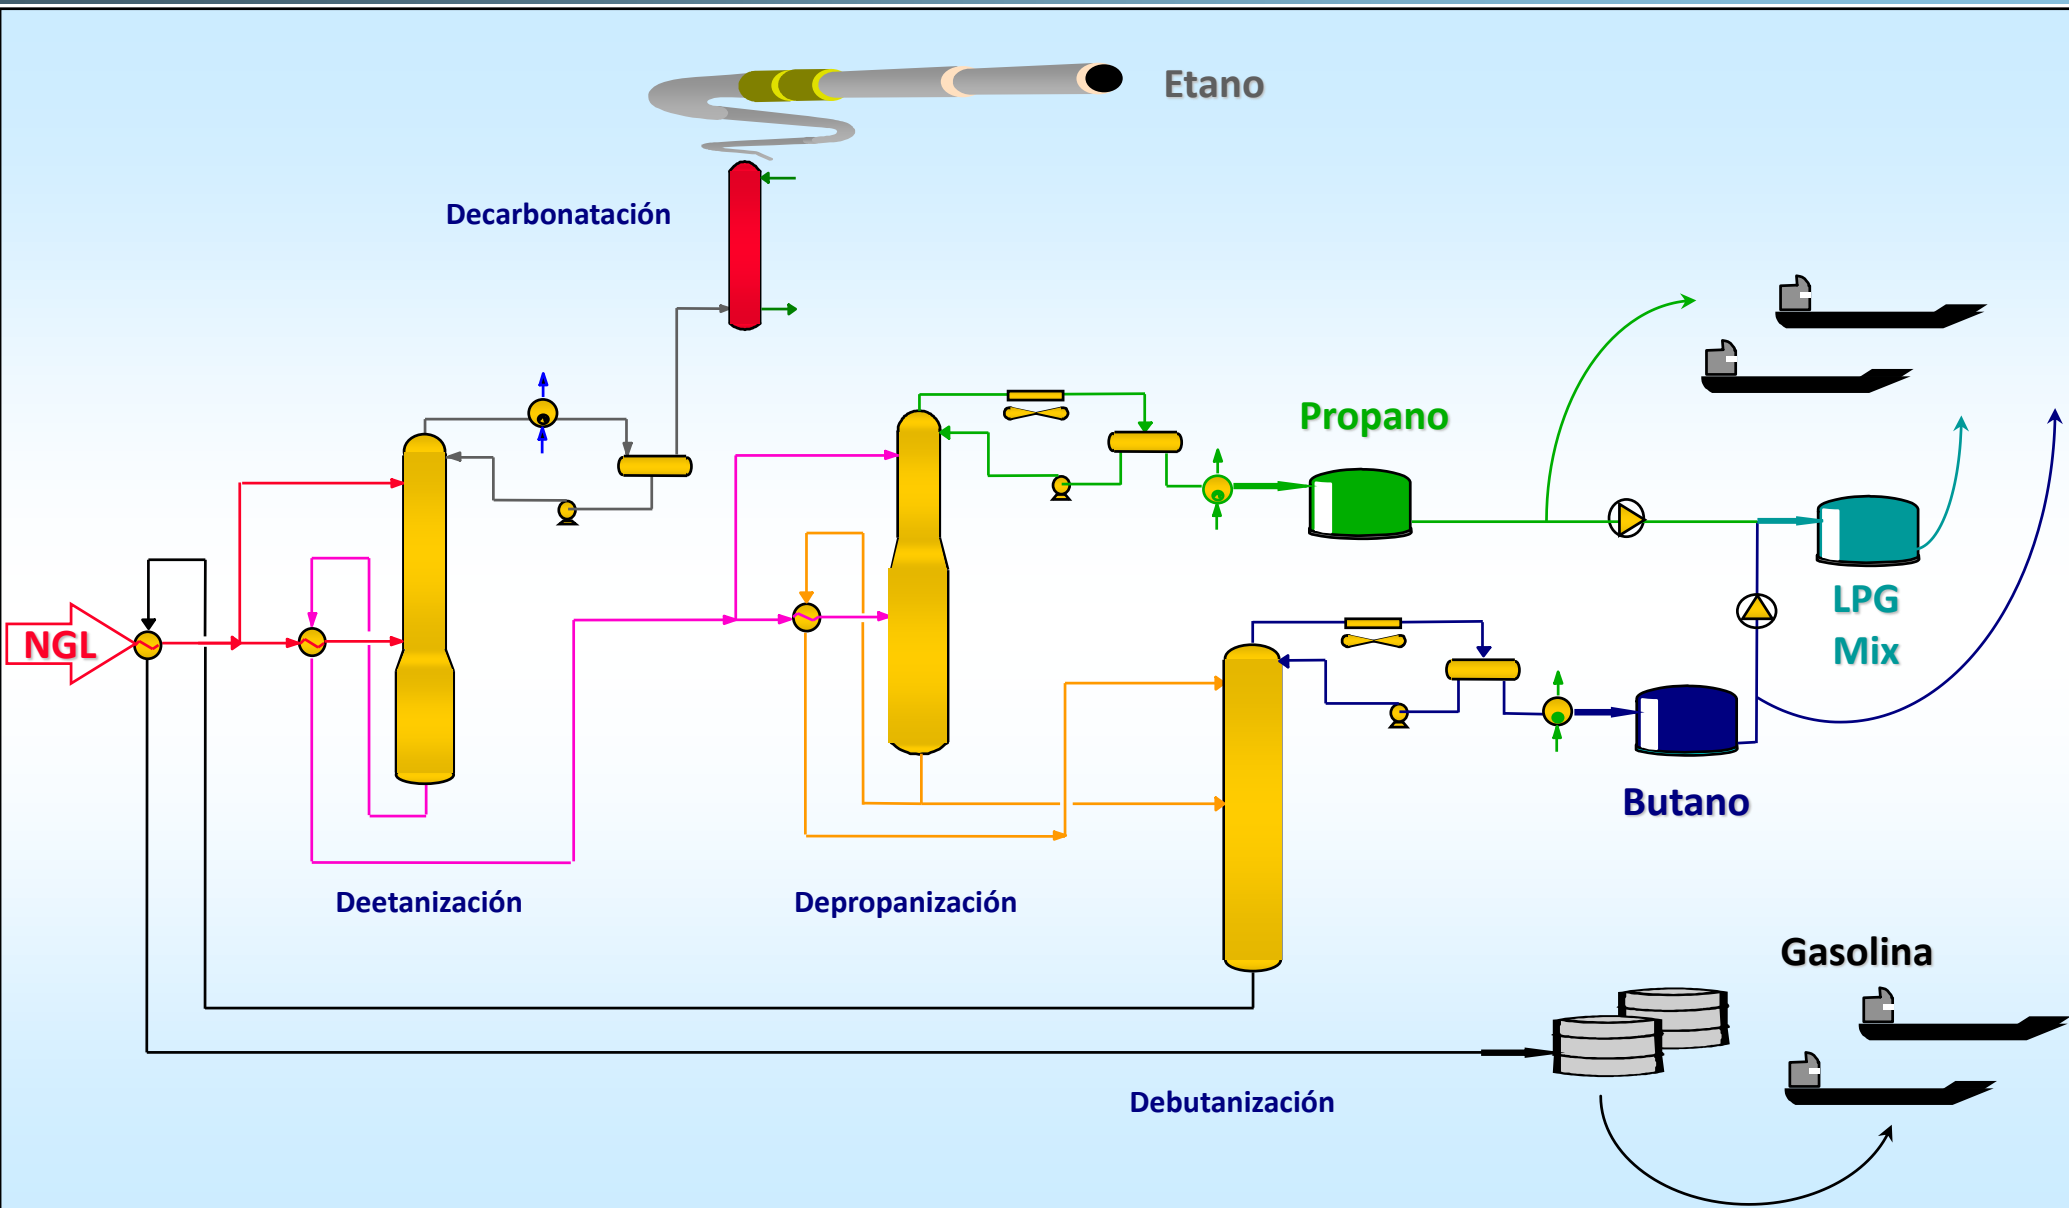 Etano
Decarbonatación
Propano
NGL
LPG
Mix
Butano
Deetanización
Depropanización
Gasolina
Debutanización